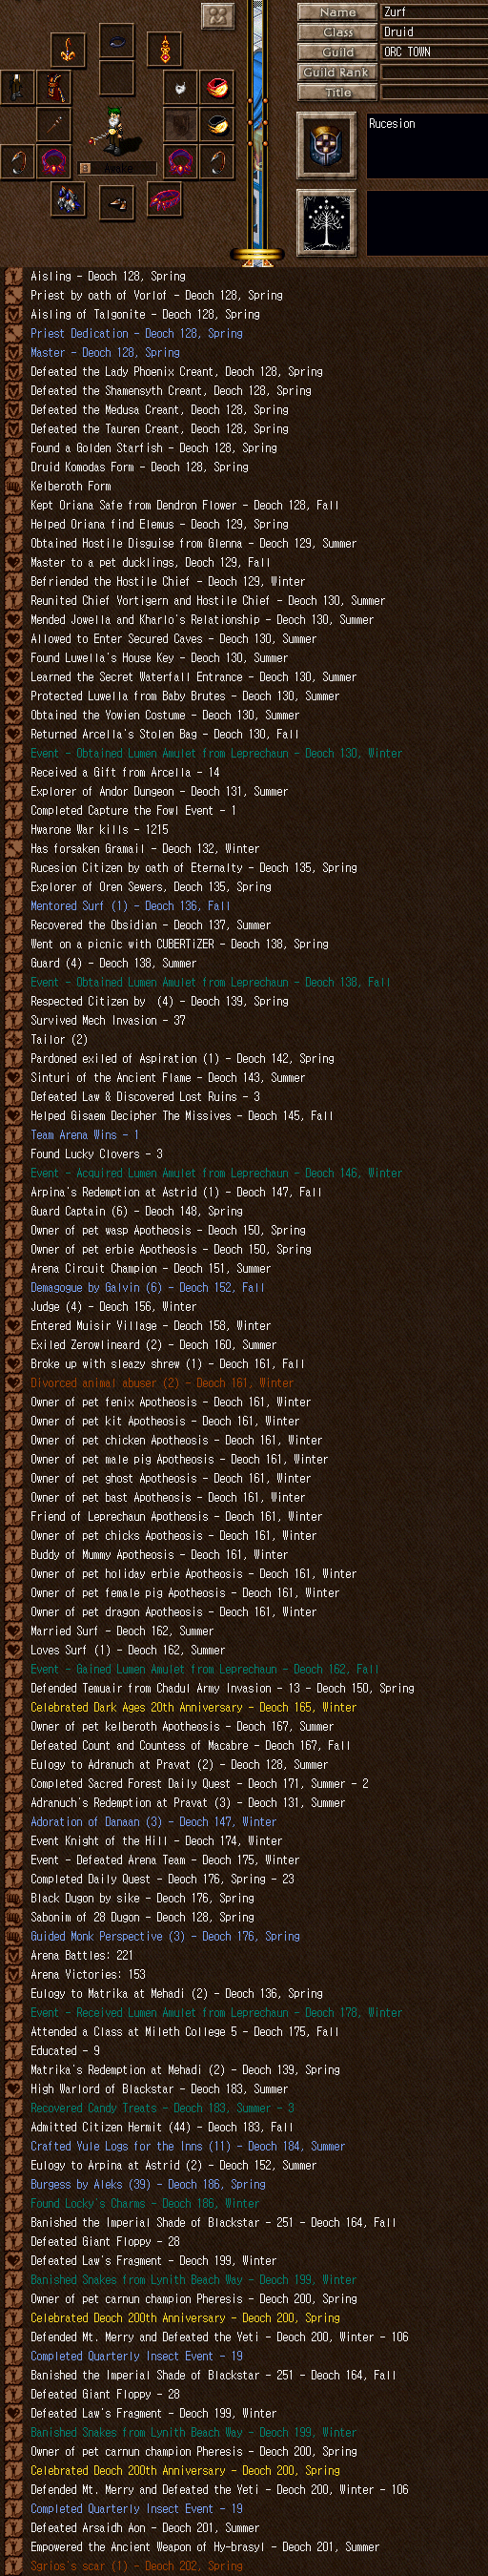 Name Zurf
Class Druid
Guild ORC TOWN
Guild Rank
Title
Rucesion
Awake
Aisling - Deoch 128, Spring
Priest by oath of Vorlof - Deoch 128, Spring
Aisling of Talgonite - Deoch 128, Spring
Priest Dedication - Deoch 128, Spring
Master - Deoch 128, Spring
Defeated the Lady Phoenix Creant, Deoch 128, Spring
Defeated the Shamensyth Creant, Deoch 128, Spring
Defeated the Medusa Creant, Deoch 128, Spring
Defeated the Tauren Creant, Deoch 128, Spring
Found a Golden Starfish - Deoch 128, Spring
Druid Komodas Form - Deoch 128, Spring
Kelberoth Form
Kept Oriana Safe from Dendron Flower - Deoch 128, Fall
Helped Oriana find Elemus - Deoch 129, Spring
Obtained Hostile Disguise from Glenna - Deoch 129, Summer
Master to a pet ducklings, Deoch 129, Fall
Befriended the Hostile Chief - Deoch 129, Winter
Reunited Chief Vortigern and Hostile Chief - Deoch 130, Summer
Mended Jowella and Kharlo's Relationship - Deoch 130, Summer
Allowed to Enter Secured Caves - Deoch 130, Summer
Found Luwella's House Key - Deoch 130, Summer
Learned the Secret Waterfall Entrance - Deoch 130, Summer
Protected Luwella from Baby Brutes - Deoch 130, Summer
Obtained the Yowien Costume - Deoch 130, Summer
Returned Arcella's Stolen Bag - Deoch 130, Fall
Event - Obtained Lumen Amulet from Leprechaun - Deoch 130, Winter
Received a Gift from Arcella - 14
Explorer of Andor Dungeon - Deoch 131, Summer
Completed Capture the Fowl Event - 1
Hwarone War kills - 1215
Has forsaken Gramail - Deoch 132, Winter
Rucesion Citizen by oath of Eternalty - Deoch 135, Spring
Explorer of Oren Sewers, Deoch 135, Spring
Mentored Surf (1) - Deoch 136, Fall
Recovered the Obsidian - Deoch 137, Summer
Went on a picnic with CUBERTiZER - Deoch 138, Spring
Guard (4) - Deoch 138, Summer
Event - Obtained Lumen Amulet from Leprechaun - Deoch 138, Fall
Respected Citizen by  (4) - Deoch 139, Spring
Survived Mech Invasion - 37
Tailor (2)
Pardoned exiled of Aspiration (1) - Deoch 142, Spring
Sinturi of the Ancient Flame - Deoch 143, Summer
Defeated Law & Discovered Lost Ruins - 3
Helped Gisaem Decipher The Missives - Deoch 145, Fall
Team Arena Wins - 1
Found Lucky Clovers - 3
Event - Acquired Lumen Amulet from Leprechaun - Deoch 146, Winter
Arpina's Redemption at Astrid (1) - Deoch 147, Fall
Guard Captain (6) - Deoch 148, Spring
Owner of pet wasp Apotheosis - Deoch 150, Spring
Owner of pet erbie Apotheosis - Deoch 150, Spring
Arena Circuit Champion - Deoch 151, Summer
Demagogue by Galvin (6) - Deoch 152, Fall
Judge (4) - Deoch 156, Winter
Entered Muisir Village - Deoch 158, Winter
Exiled Zerowlineard (2) - Deoch 160, Summer
Broke up with sleazy shrew (1) - Deoch 161, Fall
Divorced animal abuser (2) - Deoch 161, Winter
Owner of pet fenix Apotheosis - Deoch 161, Winter
Owner of pet kit Apotheosis - Deoch 161, Winter
Owner of pet chicken Apotheosis - Deoch 161, Winter
Owner of pet male pig Apotheosis - Deoch 161, Winter
Owner of pet ghost Apotheosis - Deoch 161, Winter
Owner of pet bast Apotheosis - Deoch 161, Winter
Friend of Leprechaun Apotheosis - Deoch 161, Winter
Owner of pet chicks Apotheosis - Deoch 161, Winter
Buddy of Mummy Apotheosis - Deoch 161, Winter
Owner of pet holiday erbie Apotheosis - Deoch 161, Winter
Owner of pet female pig Apotheosis - Deoch 161, Winter
Owner of pet dragon Apotheosis - Deoch 161, Winter
Married Surf - Deoch 162, Summer
Loves Surf (1) - Deoch 162, Summer
Event - Gained Lumen Amulet from Leprechaun - Deoch 162, Fall
Defended Temuair from Chadul Army Invasion - 13 - Deoch 150, Spring
Celebrated Dark Ages 20th Anniversary - Deoch 165, Winter
Owner of pet kelberoth Apotheosis - Deoch 167, Summer
Defeated Count and Countess of Macabre - Deoch 167, Fall
Eulogy to Adranuch at Pravat (2) - Deoch 128, Summer
Completed Sacred Forest Daily Quest - Deoch 171, Summer - 2
Adranuch's Redemption at Pravat (3) - Deoch 131, Summer
Adoration of Danaan (3) - Deoch 147, Winter
Event Knight of the Hill - Deoch 174, Winter
Event - Defeated Arena Team - Deoch 175, Winter
Completed Daily Quest - Deoch 176, Spring - 23
Black Dugon by sike - Deoch 176, Spring
Sabonim of 28 Dugon - Deoch 128, Spring
Guided Monk Perspective (3) - Deoch 176, Spring
Arena Battles: 221
Arena Victories: 153
Eulogy to Matrika at Mehadi (2) - Deoch 136, Spring
Event - Received Lumen Amulet from Leprechaun - Deoch 178, Winter
Attended a Class at Mileth College 5 - Deoch 175, Fall
Educated - 9
Matrika's Redemption at Mehadi (2) - Deoch 139, Spring
High Warlord of Blackstar - Deoch 183, Summer
Recovered Candy Treats - Deoch 183, Summer - 3
Admitted Citizen Hermit (44) - Deoch 183, Fall
Crafted Yule Logs for the Inns (11) - Deoch 184, Summer
Eulogy to Arpina at Astrid (2) - Deoch 152, Summer
Burgess by Aleks (39) - Deoch 186, Spring
Found Locky's Charms - Deoch 186, Winter
Banished the Imperial Shade of Blackstar - 251 - Deoch 164, Fall
Defeated Giant Floppy - 28
Defeated Law's Fragment - Deoch 199, Winter
Banished Snakes from Lynith Beach Way - Deoch 199, Winter
Owner of pet carnun champion Pheresis - Deoch 200, Spring
Celebrated Deoch 200th Anniversary - Deoch 200, Spring
Defended Mt. Merry and Defeated the Yeti - Deoch 200, Winter - 106
Completed Quarterly Insect Event - 19
Banished the Imperial Shade of Blackstar - 251 - Deoch 164, Fall
Defeated Giant Floppy - 28
Defeated Law's Fragment - Deoch 199, Winter
Banished Snakes from Lynith Beach Way - Deoch 199, Winter
Owner of pet carnun champion Pheresis - Deoch 200, Spring
Celebrated Deoch 200th Anniversary - Deoch 200, Spring
Defended Mt. Merry and Defeated the Yeti - Deoch 200, Winter - 106
Completed Quarterly Insect Event - 19
Defeated Arsaidh Aon - Deoch 201, Summer
Empowered the Ancient Weapon of Hy-brasyl - Deoch 201, Summer
Sgrios's scar (1) - Deoch 202, Spring